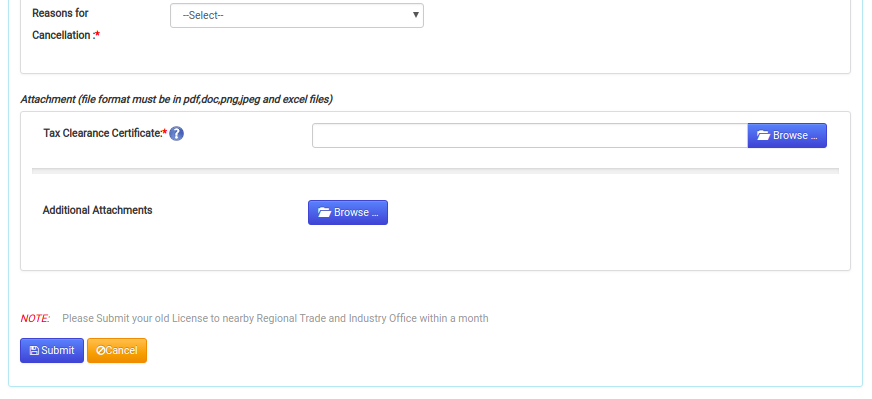 Reasons for
Cancellation :*
--Select--
Attachment (file format must be in pdf,doc,png,jpeg and excel files)
Tax Clearance Certificate:* ?
Browse ...
Additional Attachments
Browse ...
NOTE: Please Submit your old License to nearby Regional Trade and Industry Office within a month
Submit Cancel